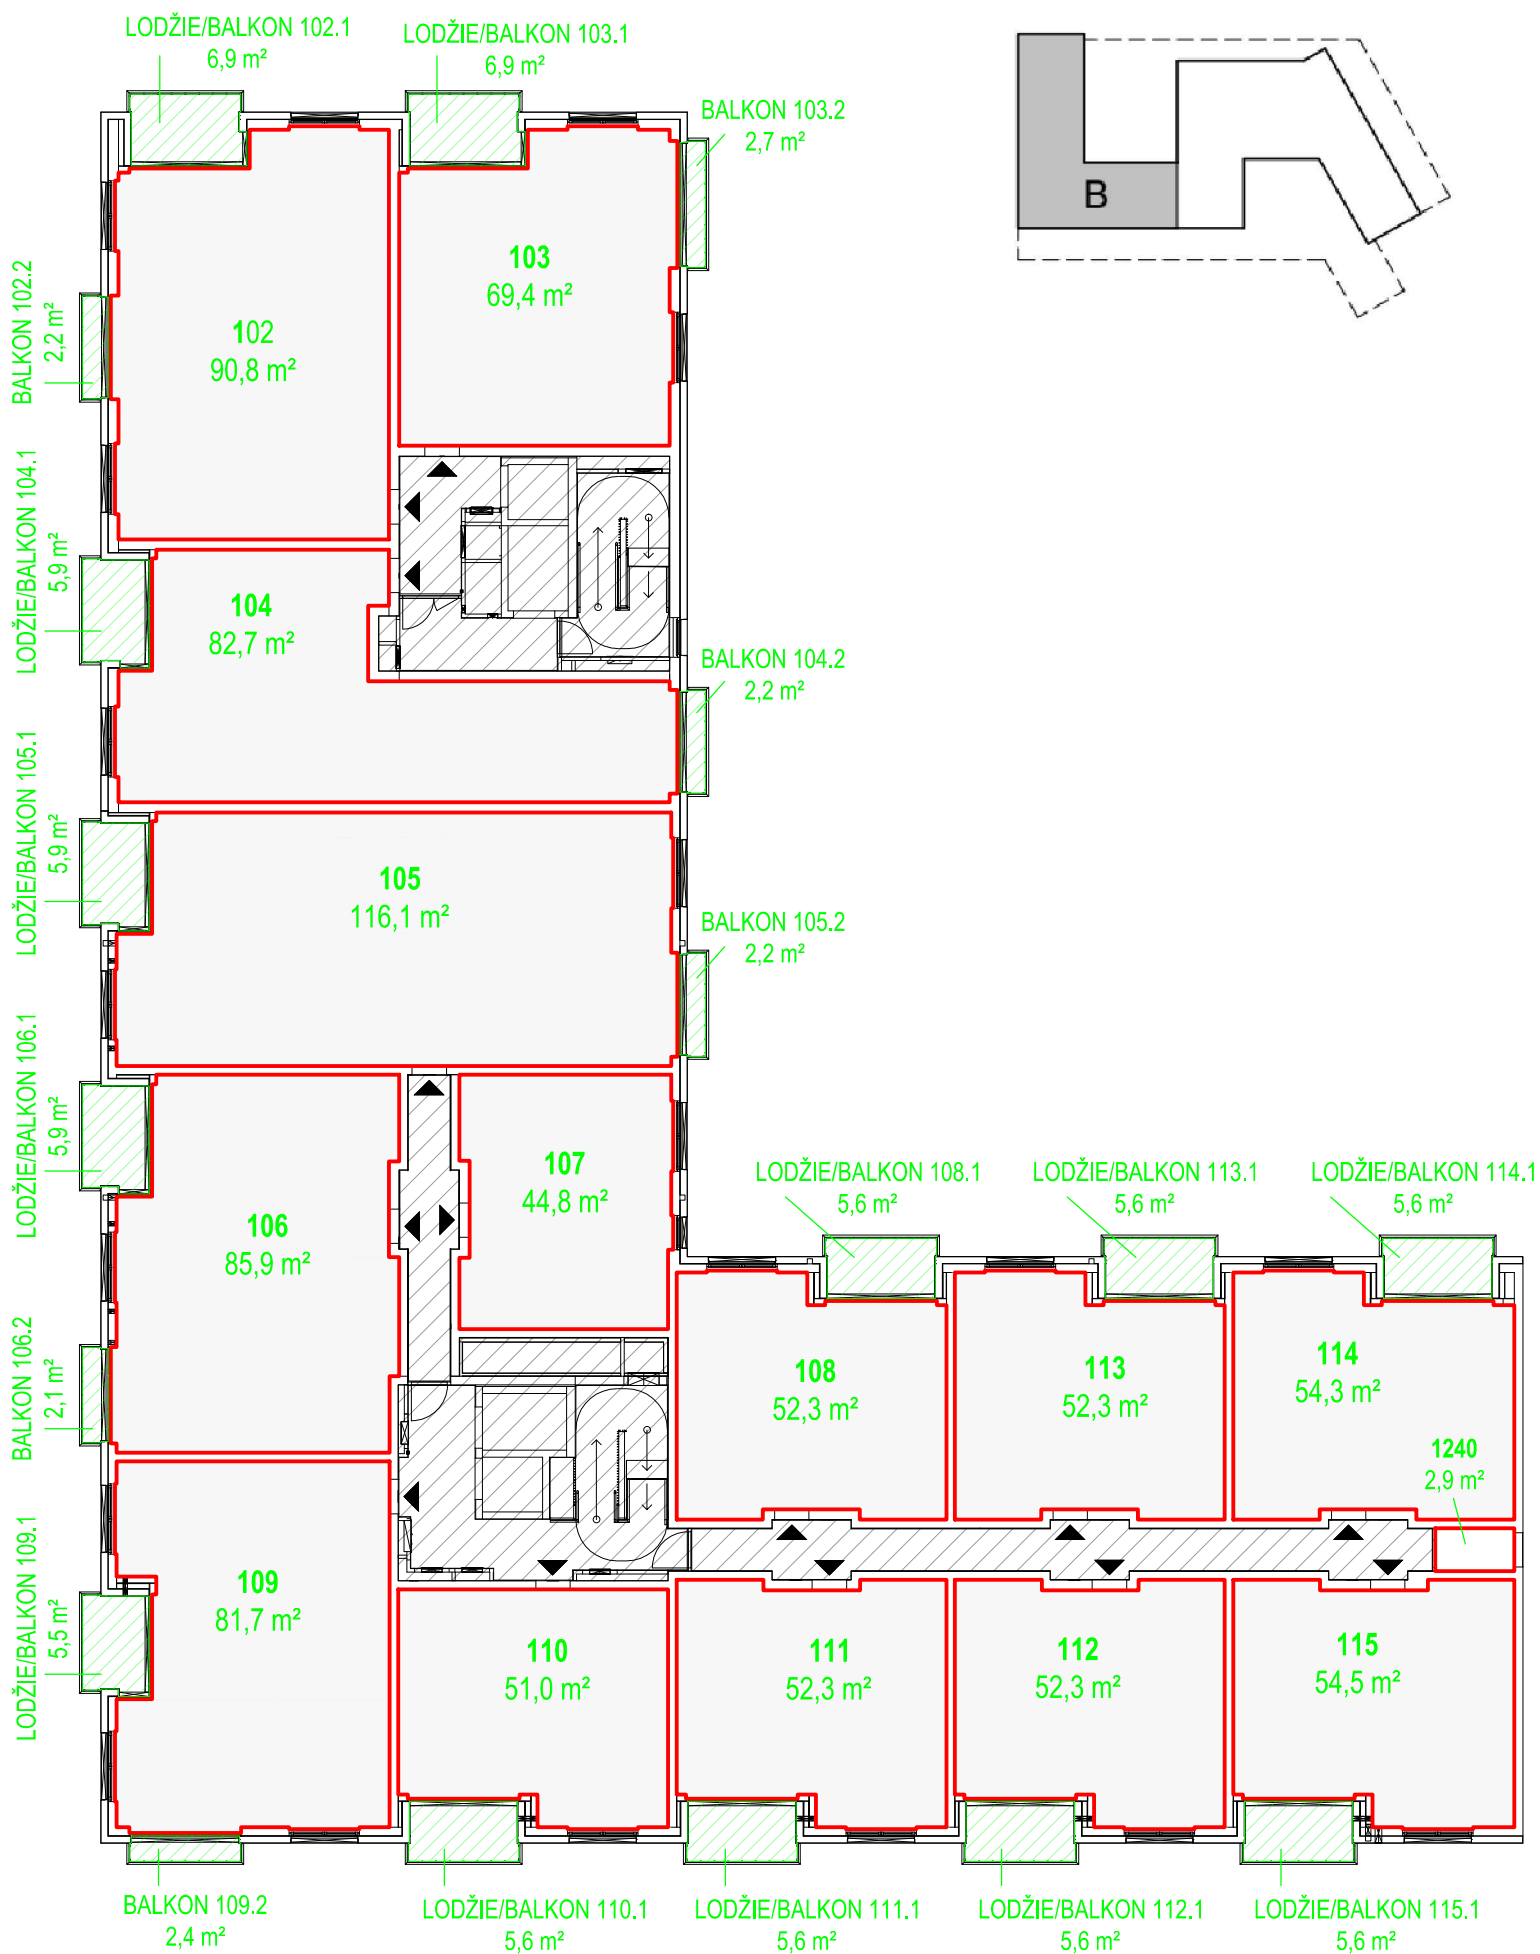 LODŽIE/BALKON 102.1
6,9 m²
LODŽIE/BALKON 103.1
6,9 m²
BALKON 103.2
2,7 m²
B
103
69,4 m²
BALKON 102.2
2,2 m²
102
90,8 m²
LODŽIE/BALKON 104.1
5,9 m²
104
82,7 m²
BALKON 104.2
2,2 m²
LODŽIE/BALKON 105.1
5,9 m²
105
116,1 m²
BALKON 105.2
2,2 m²
LODŽIE/BALKON 106.1
5,9 m²
106
85,9 m²
107
44,8 m²
LODŽIE/BALKON 108.1
5,6 m²
LODŽIE/BALKON 113.1
5,6 m²
LODŽIE/BALKON 114.1
5,6 m²
BALKON 106.2
2,1 m²
108
52,3 m²
113
52,3 m²
114
54,3 m²
1240
2,9 m²
LODŽIE/BALKON 109.1
5,5 m²
109
81,7 m²
110
51,0 m²
111
52,3 m²
112
52,3 m²
115
54,5 m²
BALKON 109.2
2,4 m²
LODŽIE/BALKON 110.1
5,6 m²
LODŽIE/BALKON 111.1
5,6 m²
LODŽIE/BALKON 112.1
5,6 m²
LODŽIE/BALKON 115.1
5,6 m²